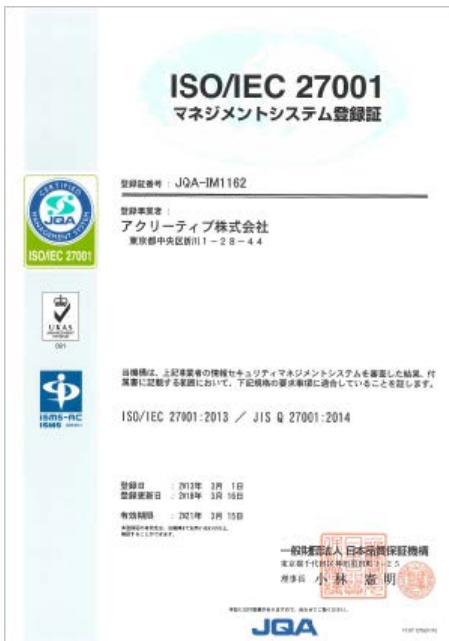 ISO/IEC 27001
マネジメントシステム登録証
登録証番号 : JQA-IM1162
登録事業者 :
アクリーティブ株式会社
東京都中央区新川1-28-44
CERTIFIED
JQA
MANAGEMENT SYSTEM
ISO/IEC 27001
UKAS
MANAGEMENT
SYSTEMS
ISMS-AC
ISMS
当機構は、上記事業者の情報セキュリティマネジメントシステムを審査した結果、付
属書に記載する範囲において、下記規格の要求事項に適合していることを証します。
ISO/IEC 27001:2013 / JIS Q 27001:2014
登録日 : 2013年 3月 1日
登録更新日 : 2018年 3月 16日
有効期限 : 2021年 3月 15日
一般財団法人 日本品質保証機構
理事長 小林 憲明
JQA